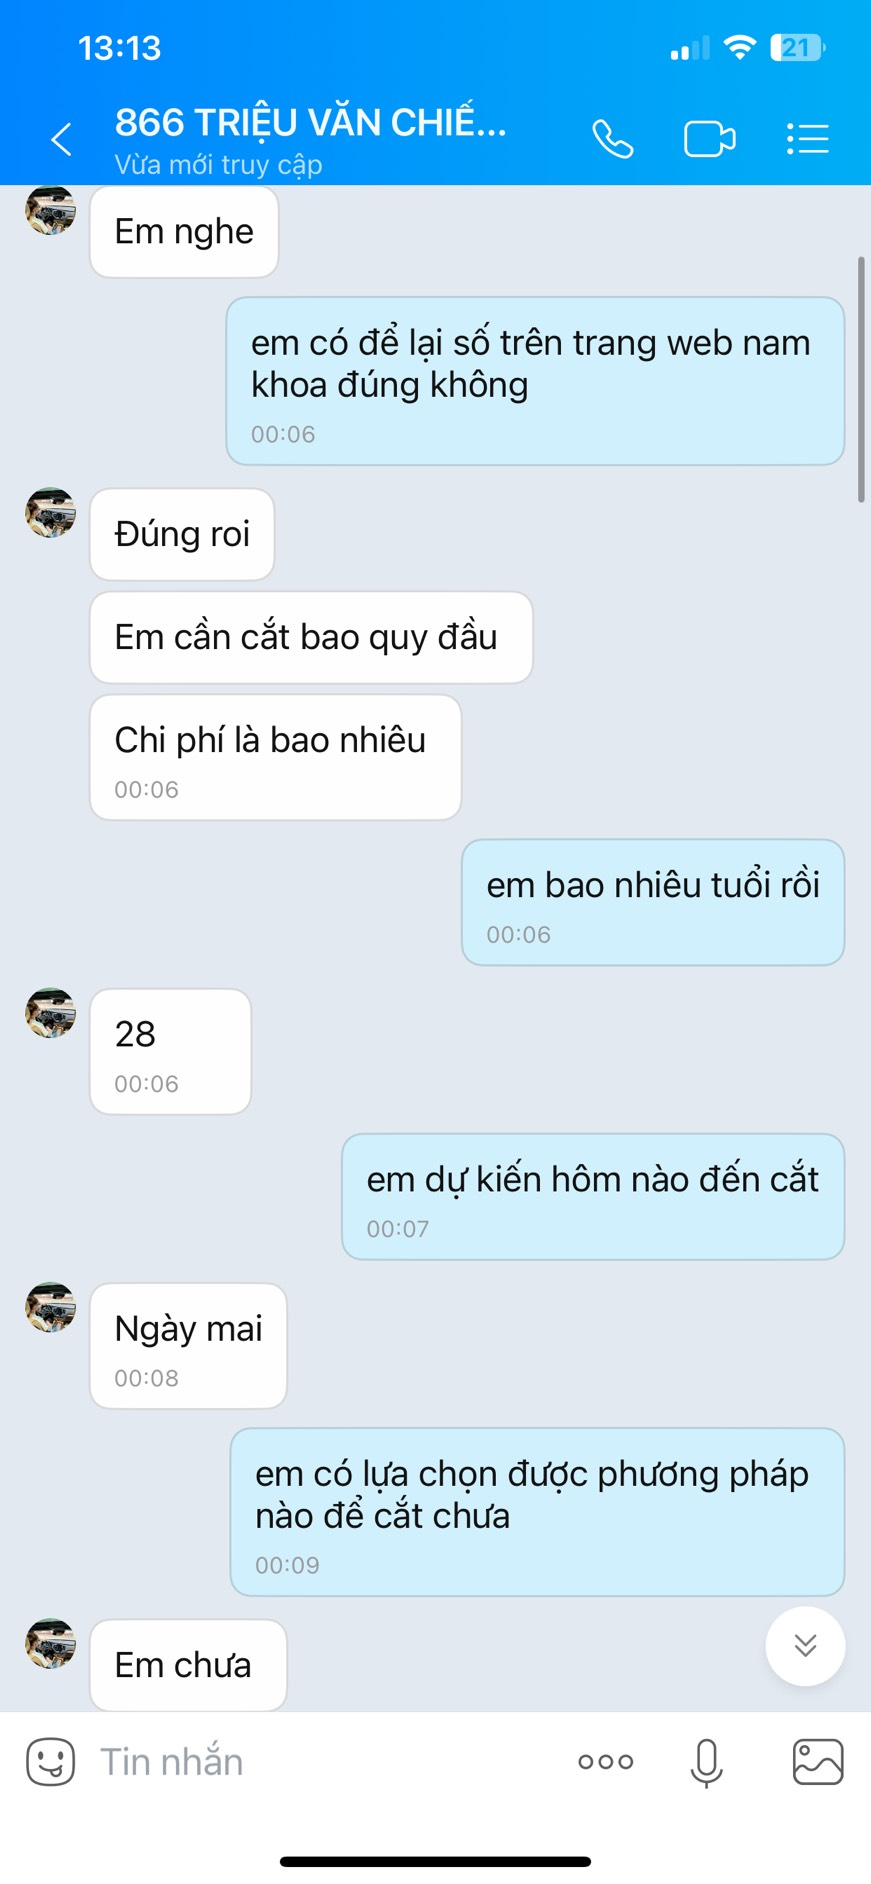 13:13
21
866 TRIỆU VĂN CHIẾ...
Vừa mới truy cập
Em nghe
em có để lại số trên trang web nam
khoa đúng không
00:06
Đúng roi
Em cần cắt bao quy đầu
Chi phí là bao nhiêu
00:06
em bao nhiêu tuổi rồi
00:06
28
00:06
em dự kiến hôm nào đến cắt
00:07
Ngày mai
00:08
em có lựa chọn được phương pháp
nào để cắt chưa
00:09
Em chưa
Tin nhắn